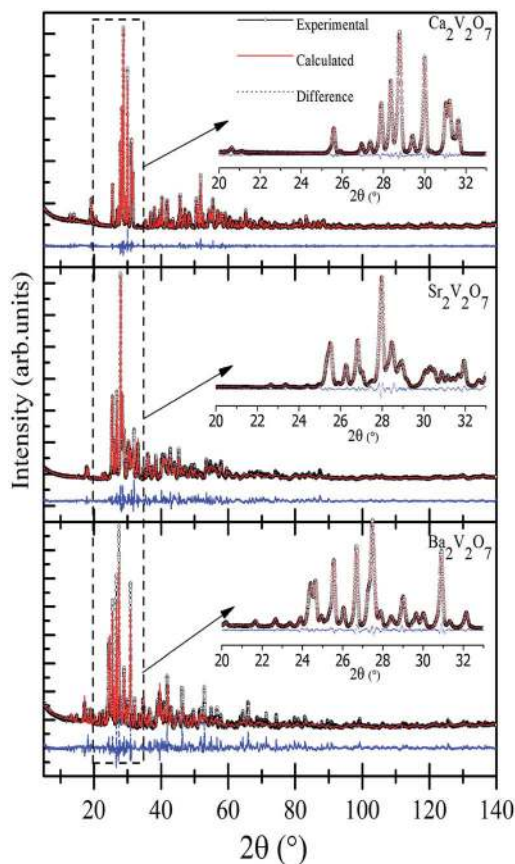 Experimental
Ca₂V₂O₇
Calculated
Difference
20 22 24 26 28 30 32
2θ (°)
Sr₂V₂O₇
20 22 24 26 28 30 32
2θ (°)
Ba₂V₂O₇
20 22 24 26 28 30 32
2θ (°)
Intensity (arb.units)
20 40 60 80 100 120 140
2θ (°)